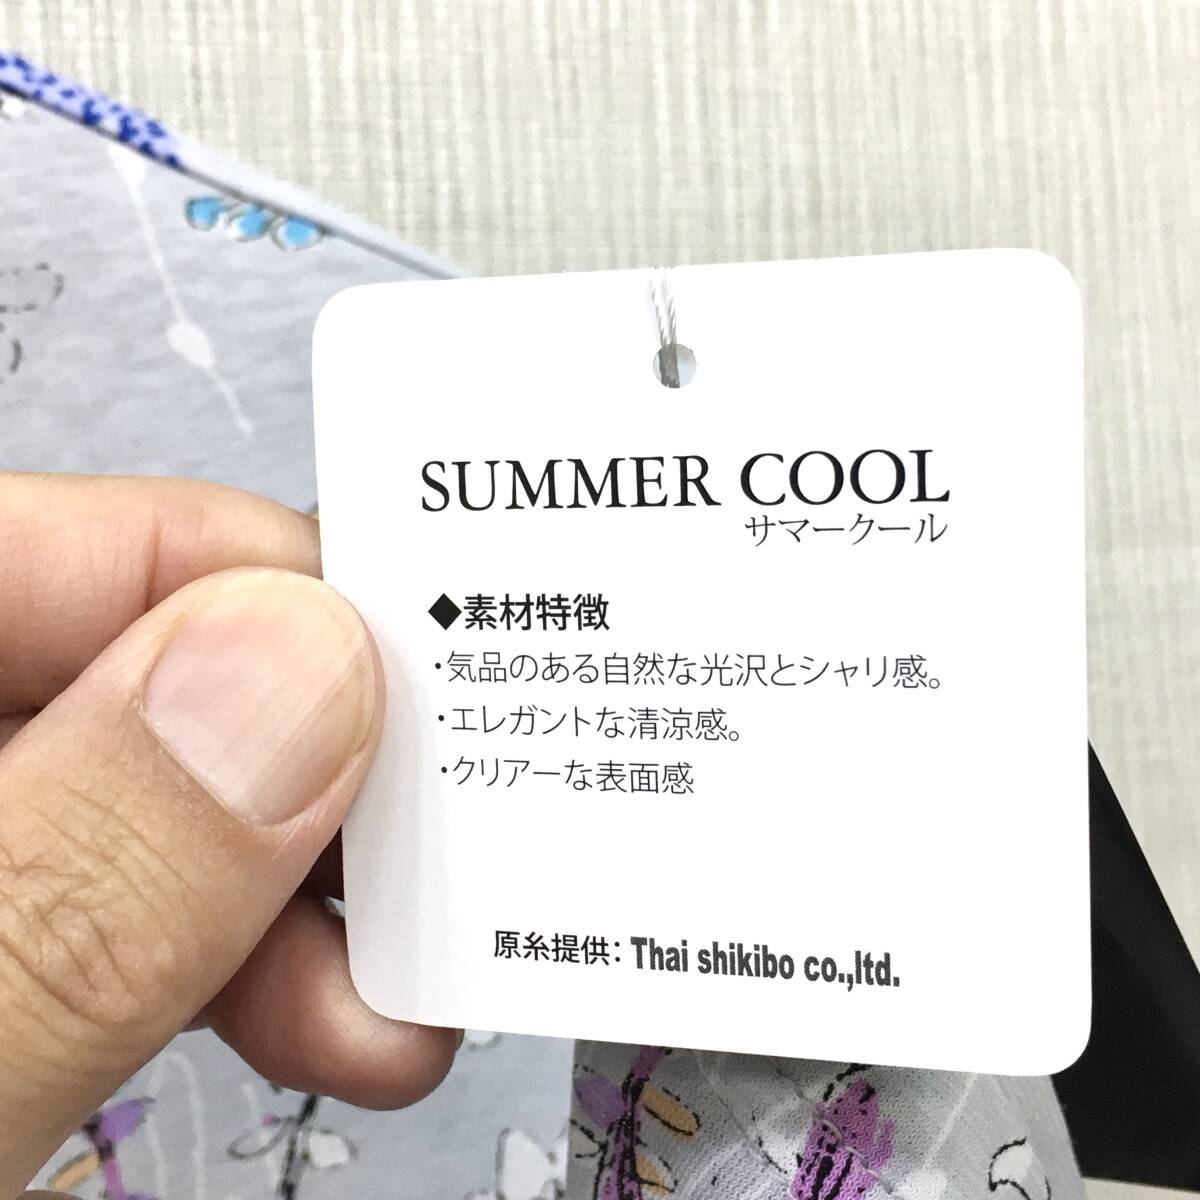 SUMMER COOL
サマークール
◆素材特徴
・気品のある自然な光沢とシャリ感。
・エレガントな清涼感。
・クリアーな表面感
原糸提供：Thai shikibo co.,ltd.